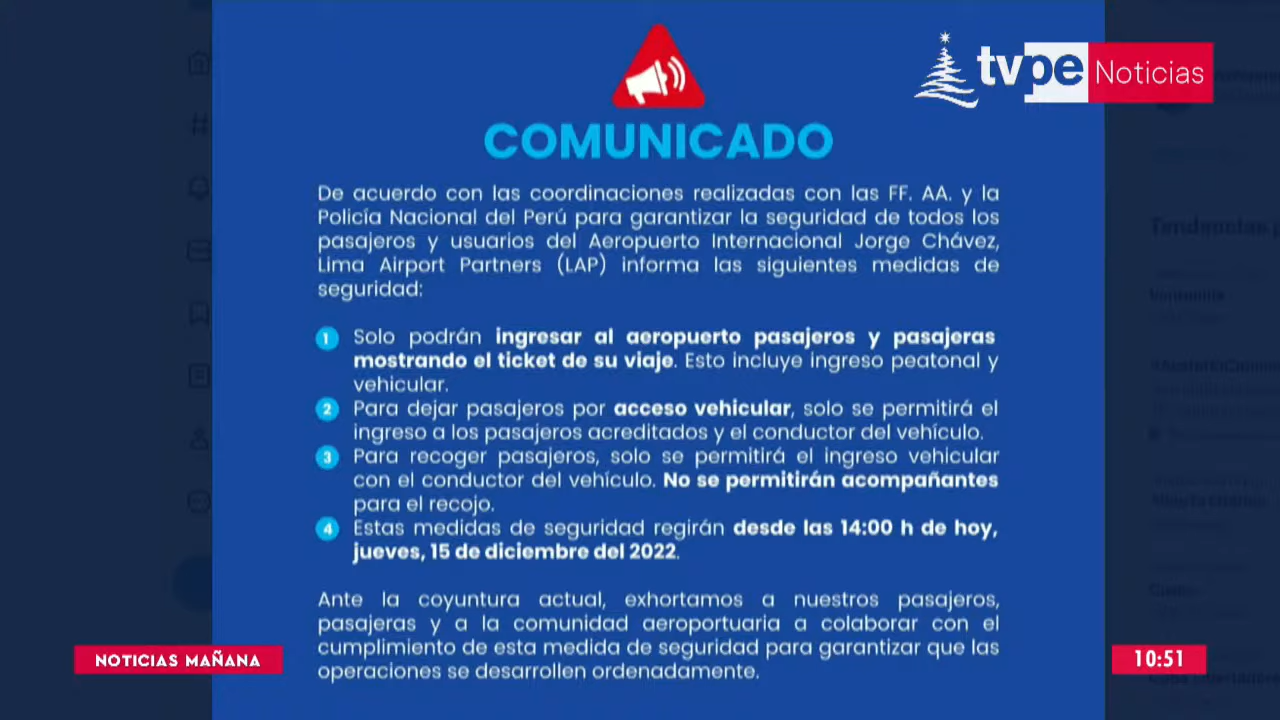 tvpe Noticias
COMUNICADO
De acuerdo con las coordinaciones realizadas con las FF. AA. y la
Policía Nacional del Perú para garantizar la seguridad de todos los
pasajeros y usuarios del Aeropuerto Internacional Jorge Chávez,
Lima Airport Partners (LAP) informa las siguientes medidas de
seguridad:
1 Solo podrán ingresar al aeropuerto pasajeros y pasajeras
mostrando el ticket de su viaje. Esto incluye ingreso peatonal y
vehicular.
2 Para dejar pasajeros por acceso vehicular, solo se permitirá el
ingreso a los pasajeros acreditados y el conductor del vehículo.
3 Para recoger pasajeros, solo se permitirá el ingreso vehicular
con el conductor del vehículo. No se permitirán acompañantes
para el recojo.
4 Estas medidas de seguridad regirán desde las 14:00 h de hoy,
jueves, 15 de diciembre del 2022.
Ante la coyuntura actual, exhortamos a nuestros pasajeros,
pasajeras y a la comunidad aeroportuaria a colaborar con el
cumplimiento de esta medida de seguridad para garantizar que las
operaciones se desarrollen ordenadamente.
Tendencias
NOTICIAS MAÑANA
10:51